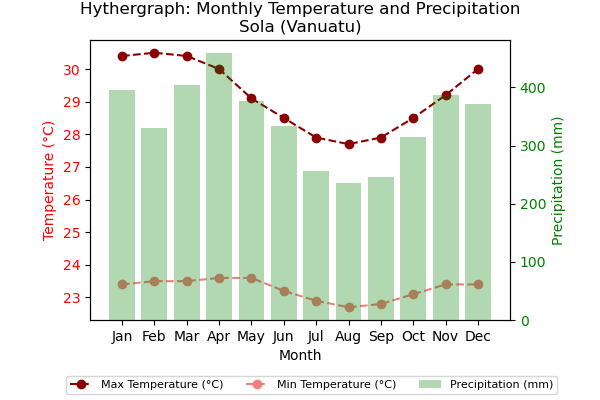 Hythergraph: Monthly Temperature and Precipitation
Sola (Vanuatu)
Temperature (°C)
30
29
28
27
26
25
24
23
400
300
200
100
0
Precipitation (mm)
Jan Feb Mar Apr May Jun Jul Aug Sep Oct Nov Dec
Month
Max Temperature (°C) Min Temperature (°C) Precipitation (mm)